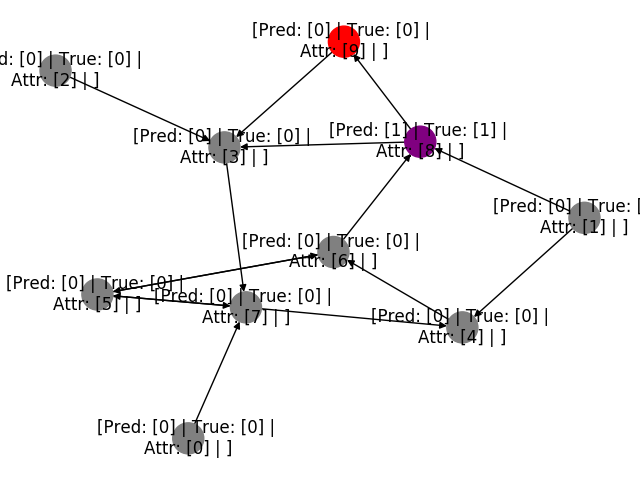 [Pred: [0] | True: [0] |
Attr: [9] | ]
d: [0] | True: [0] |
Attr: [2] | ]
[Pred: [0] | True: [0] |
Attr: [3] | ]
[Pred: [1] | True: [1] |
Attr: [8] | ]
[Pred: [0] | True: [
Attr: [1] | ]
[Pred: [0] | True: [0] |
Attr: [6] | ]
[Pred: [0] | True: [0] |
Attr: [5] | ]
[Pred: [0] | True: [0] |
Attr: [7] | ]
[Pred: [0] | True: [0] |
Attr: [4] | ]
[Pred: [0] | True: [0] |
Attr: [0] | ]